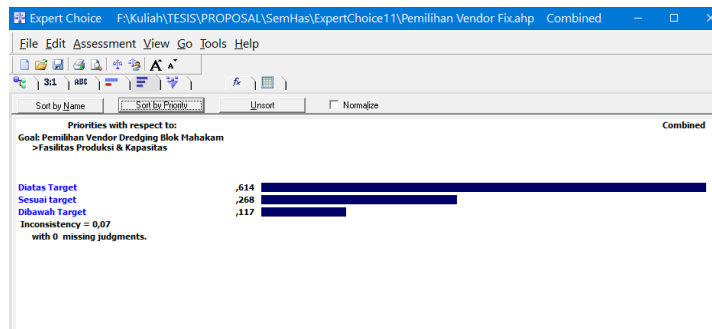 Expert Choice F:\Kuliah\TESIS\PROPOSAL\SemHas\ExpertChoice11\Pemilihan Vendor Fix.ahp Combined
File Edit Assessment View Go Tools Help
A A
3:1 ABC fx
Sort by Name Sort by Priority Unsort Normalize
Priorities with respect to: Combined
Goal: Pemilihan Vendor Dredging Blok Mahakam
>Fasilitas Produksi & Kapasitas
Diatas Target ,614
Sesuai target ,268
Dibawah Target ,117
Inconsistency = 0,07
with 0 missing judgments.